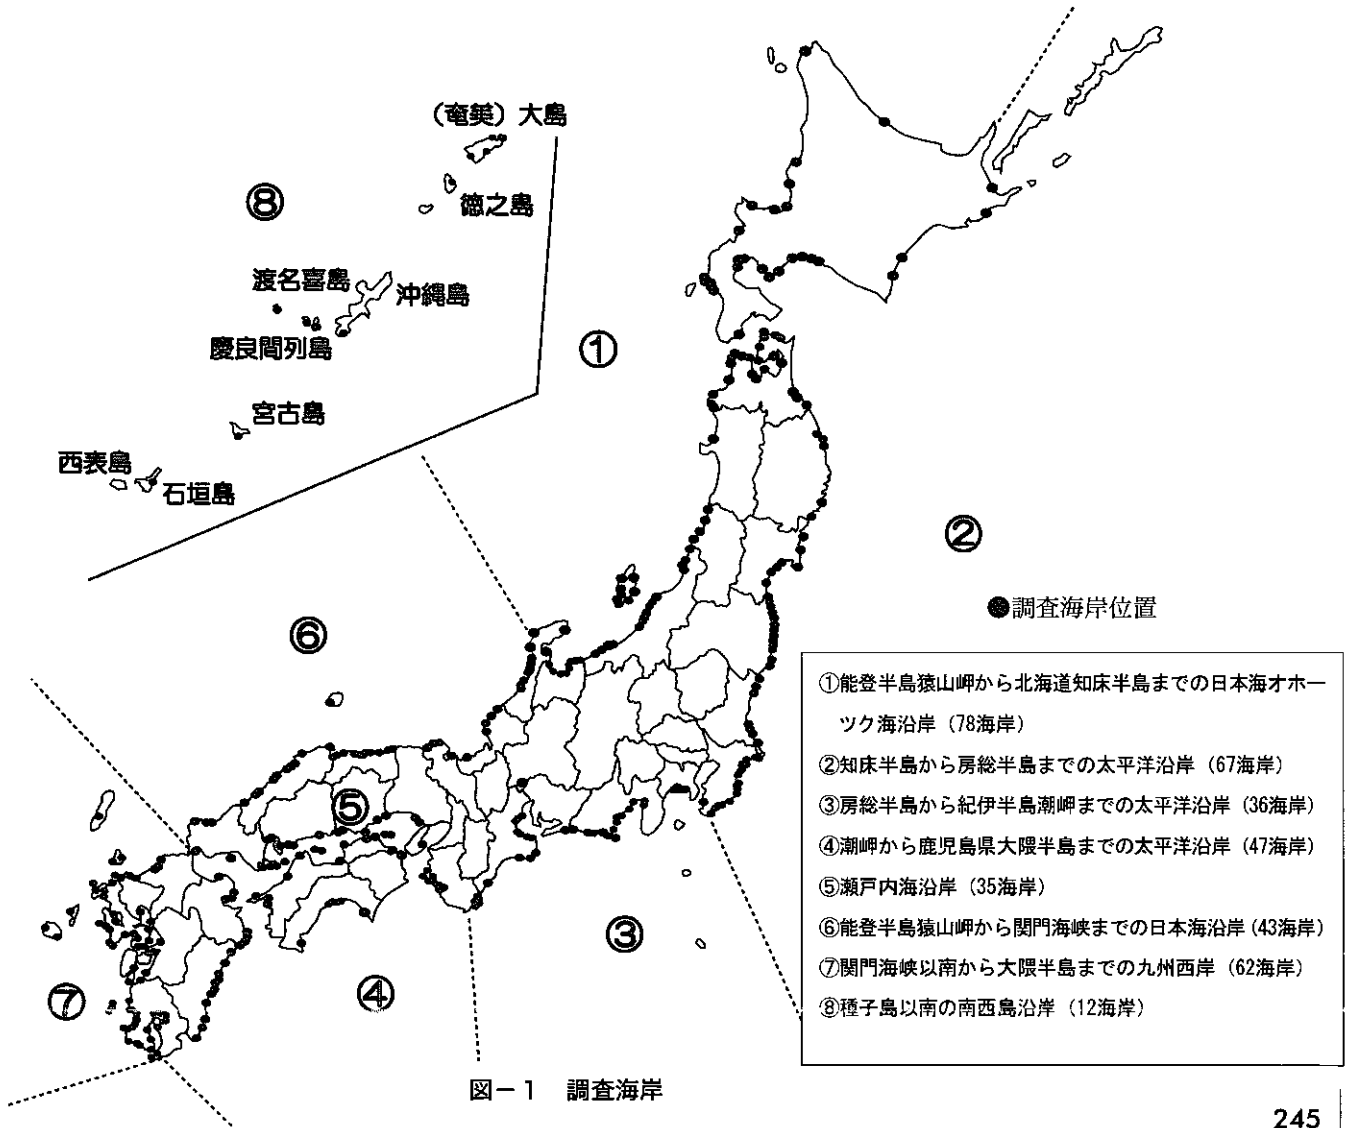 (奄美)大島
⑧
徳之島
渡名喜島
沖縄島
慶良間列島
①
宮古島
西表島
石垣島
②
●調査海岸位置
⑥
①能登半島猿山岬から北海道知床半島までの日本海オホー
ツク海沿岸(78海岸)
②知床半島から房総半島までの太平洋沿岸(67海岸)
③房総半島から紀伊半島潮岬までの太平洋沿岸(36海岸)
④潮岬から鹿児島県大隈半島までの太平洋沿岸(47海岸)
⑤瀬戸内海沿岸(35海岸)
⑥能登半島猿山岬から関門海峡までの日本海沿岸(43海岸)
⑦関門海峡以南から大隈半島までの九州西岸(62海岸)
⑧種子島以南の南西島沿岸(12海岸)
⑤
③
④
⑦
図-1 調査海岸
245